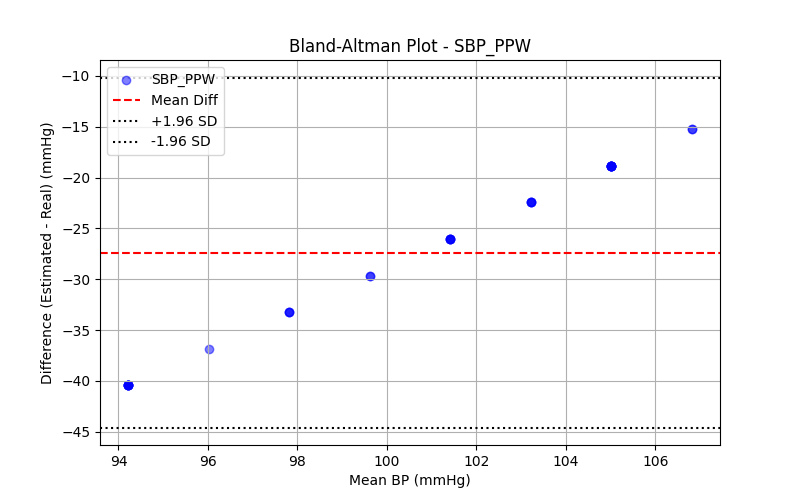 Bland-Altman Plot - SBP_PPW
Difference (Estimated - Real) (mmHg)
−10
−15
−20
−25
−30
−35
−40
−45
SBP_PPW
Mean Diff
+1.96 SD
-1.96 SD
94 96 98 100 102 104 106
Mean BP (mmHg)